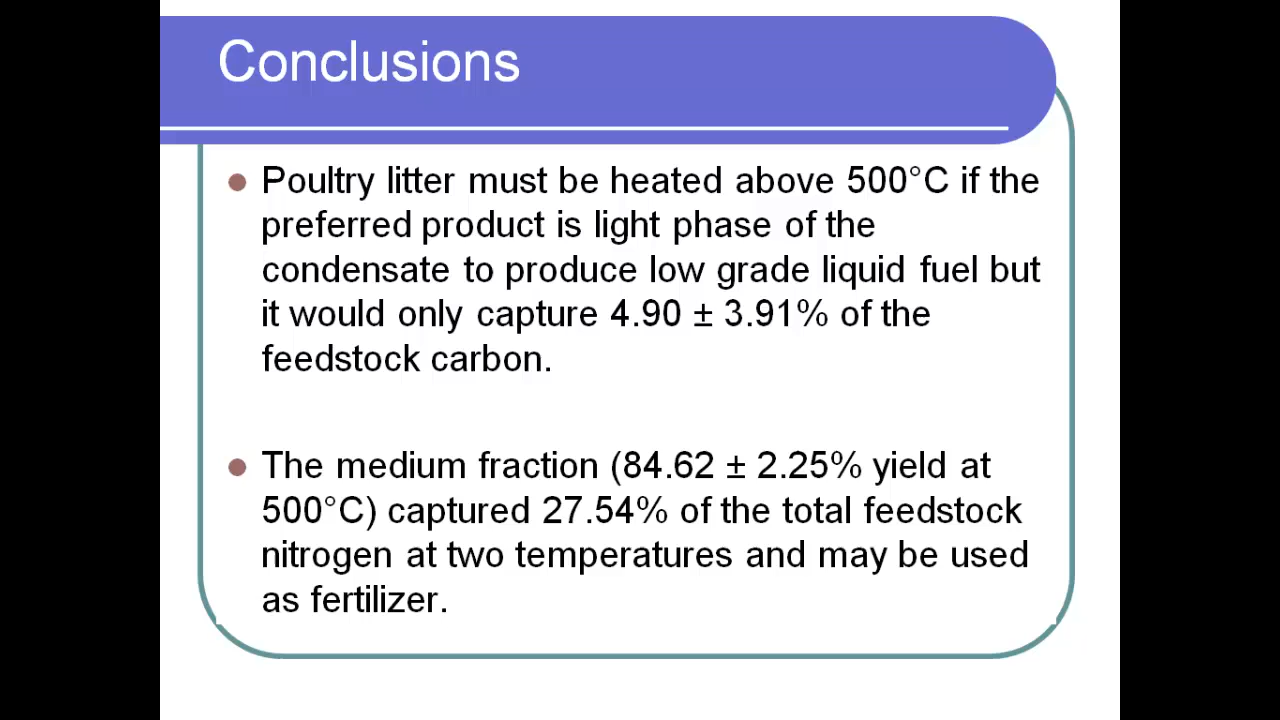 Conclusions
Poultry litter must be heated above 500°C if the
preferred product is light phase of the
condensate to produce low grade liquid fuel but
it would only capture 4.90 ± 3.91% of the
feedstock carbon.
The medium fraction (84.62 ± 2.25% yield at
500°C) captured 27.54% of the total feedstock
nitrogen at two temperatures and may be used
as fertilizer.